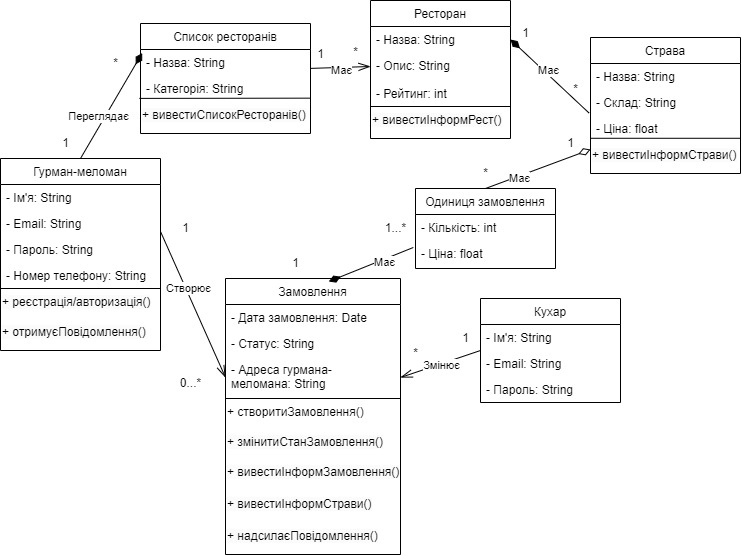 Список ресторанів
- Назва: String
- Категорія: String
+ вивестиСписокРесторанів()
Ресторан
- Назва: String
- Опис: String
- Рейтинг: int
+ вивестиІнформРест()
Страва
- Назва: String
- Склад: String
- Ціна: float
+ вивестиІнформСтрави()
1
*
Має
1
*
Має
*
1
Переглядає
Гурман-меломан
- Ім'я: String
- Email: String
- Пароль: String
- Номер телефону: String
+ реєстрація/авторизація()
+ отримуєПовідомлення()
1
*
Має
Одиниця замовлення
- Кількість: int
- Ціна: float
1
1...*
Має
1
Створює
0...*
Замовлення
- Дата замовлення: Date
- Статус: String
- Адреса гурмана-
меломана: String
+ створитиЗамовлення()
+ змінитиСтанЗамовлення()
+ вивестиІнформЗамовлення()
+ вивестиІнформСтрави()
+ надсилаєПовідомлення()
1
*
Змінює
Кухар
- Ім'я: String
- Email: String
- Пароль: String